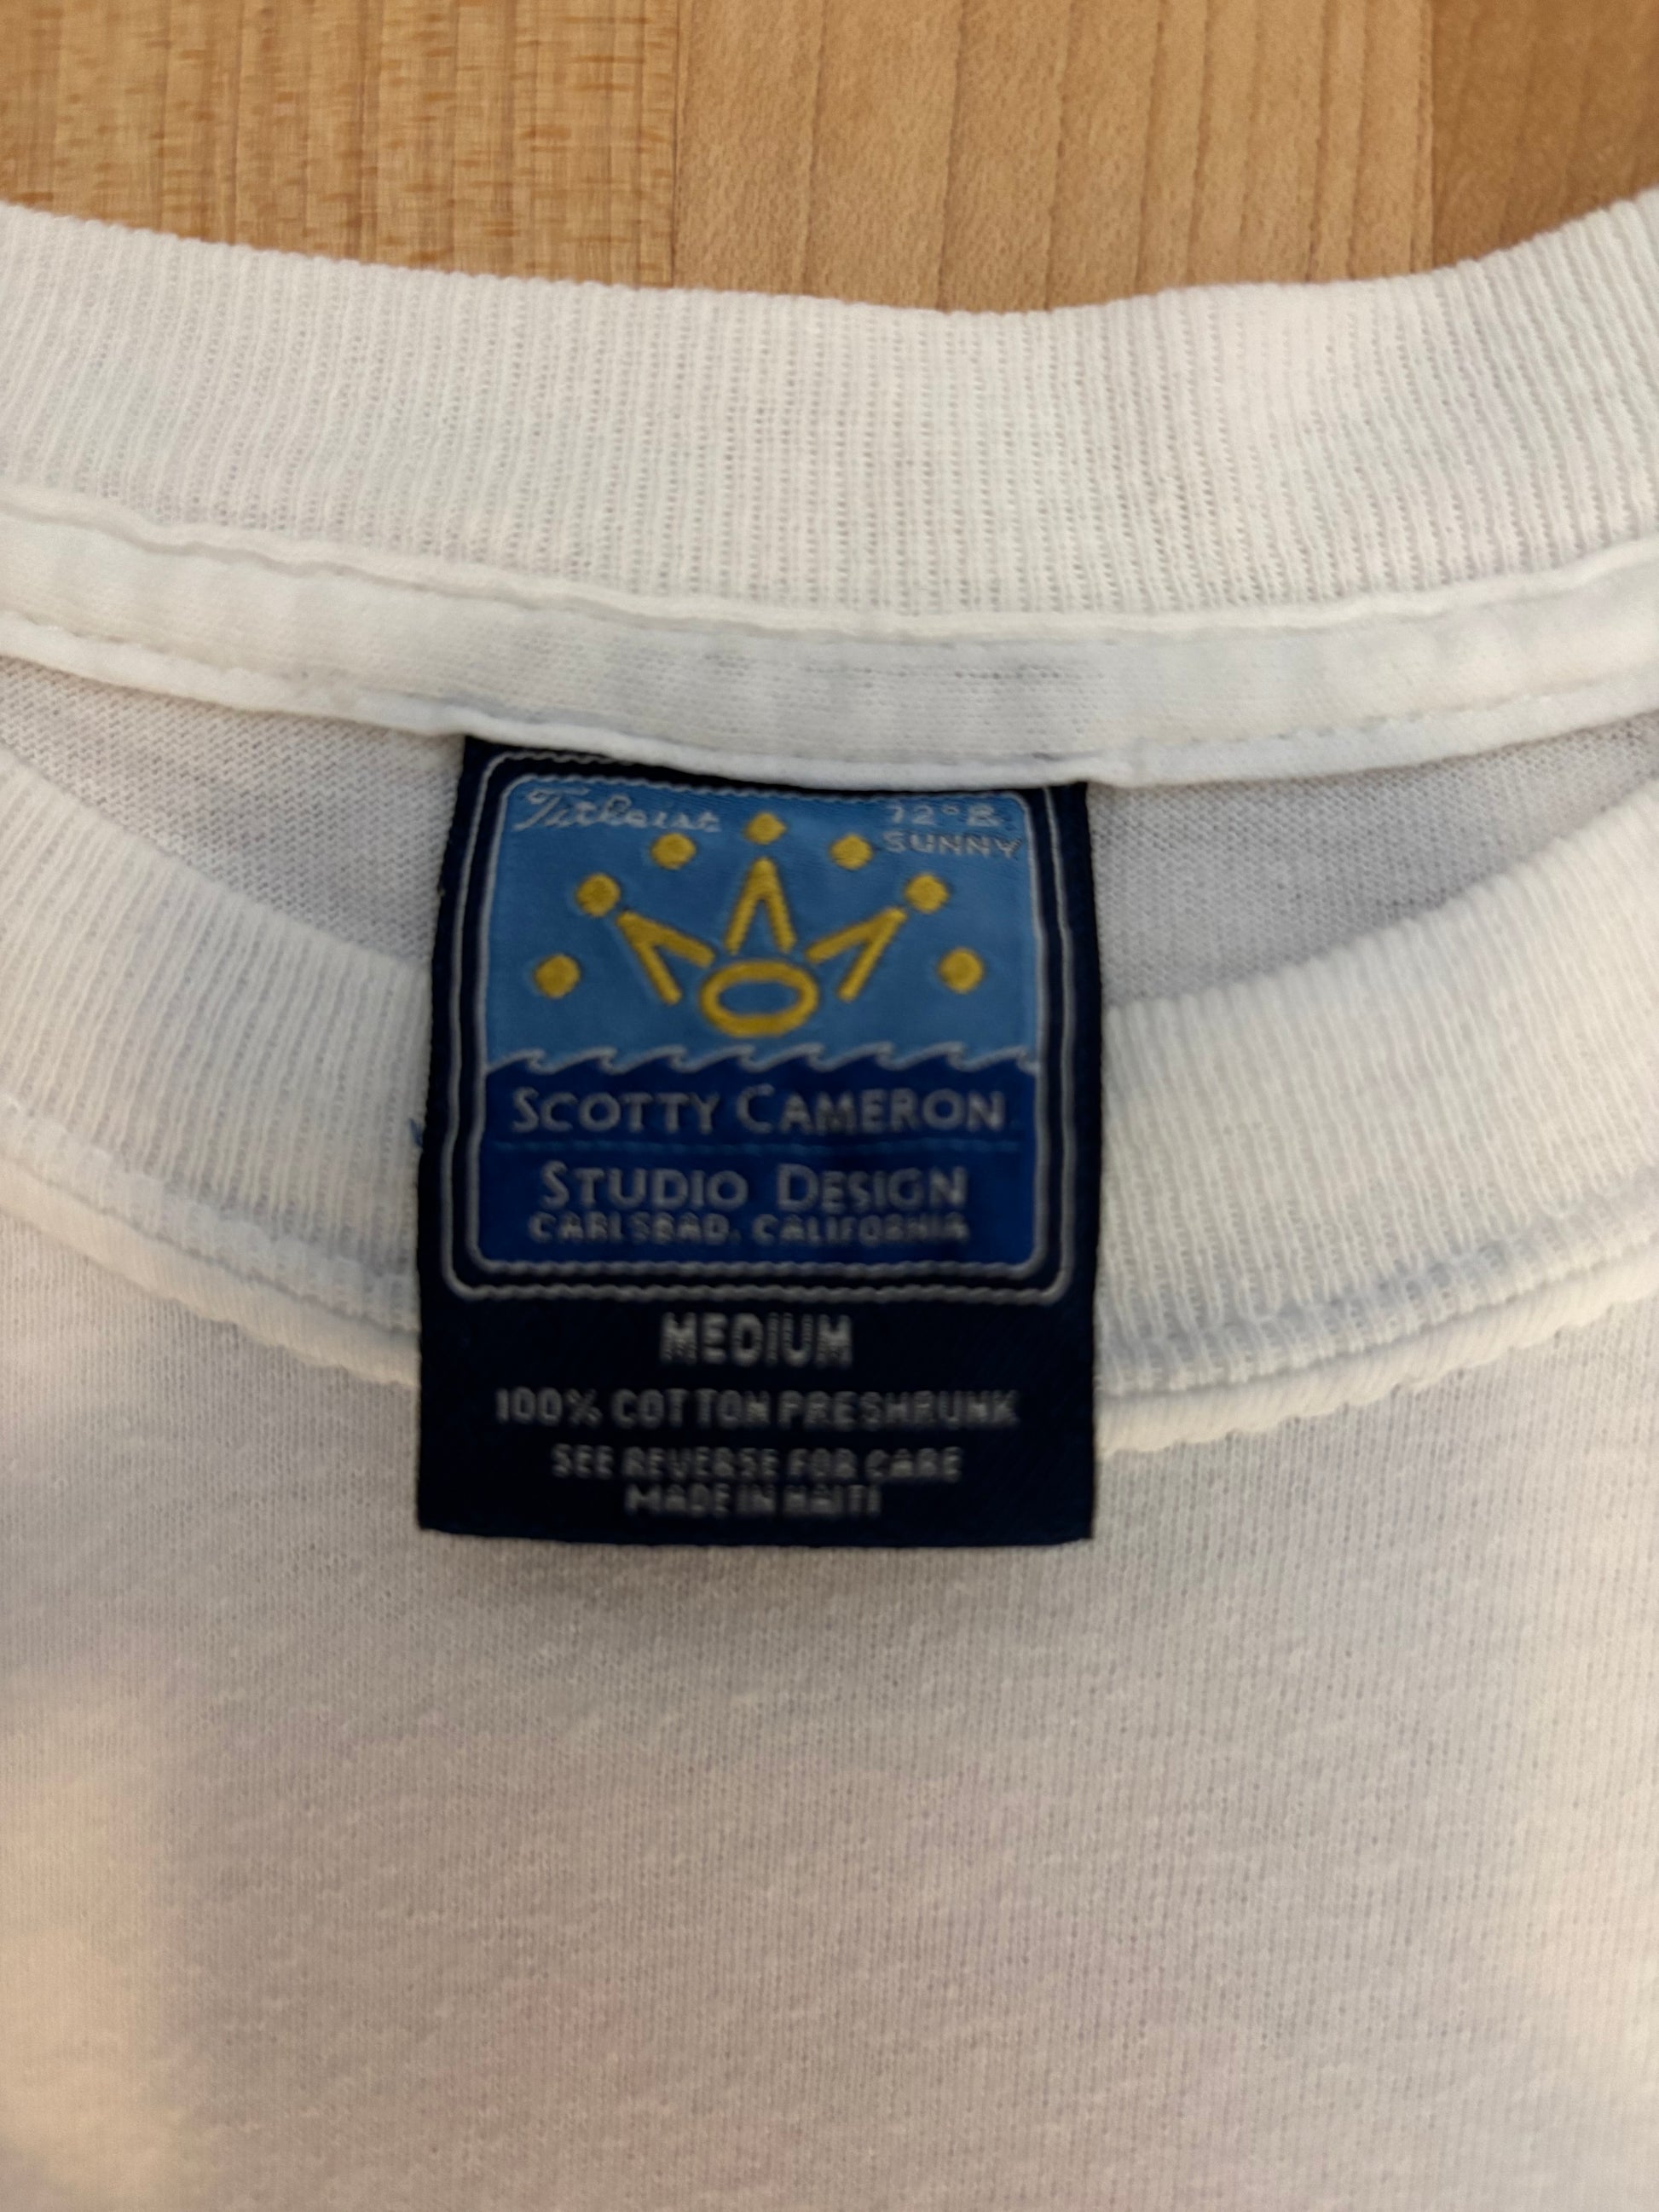 Titleist
72° &
SUNNY
SCOTTY CAMERON
STUDIO DESIGN
CARLSBAD, CALIFORNIA
MEDIUM
100% COTTON PRESHRUNK
SEE REVERSE FOR CARE
MADE IN HAITI